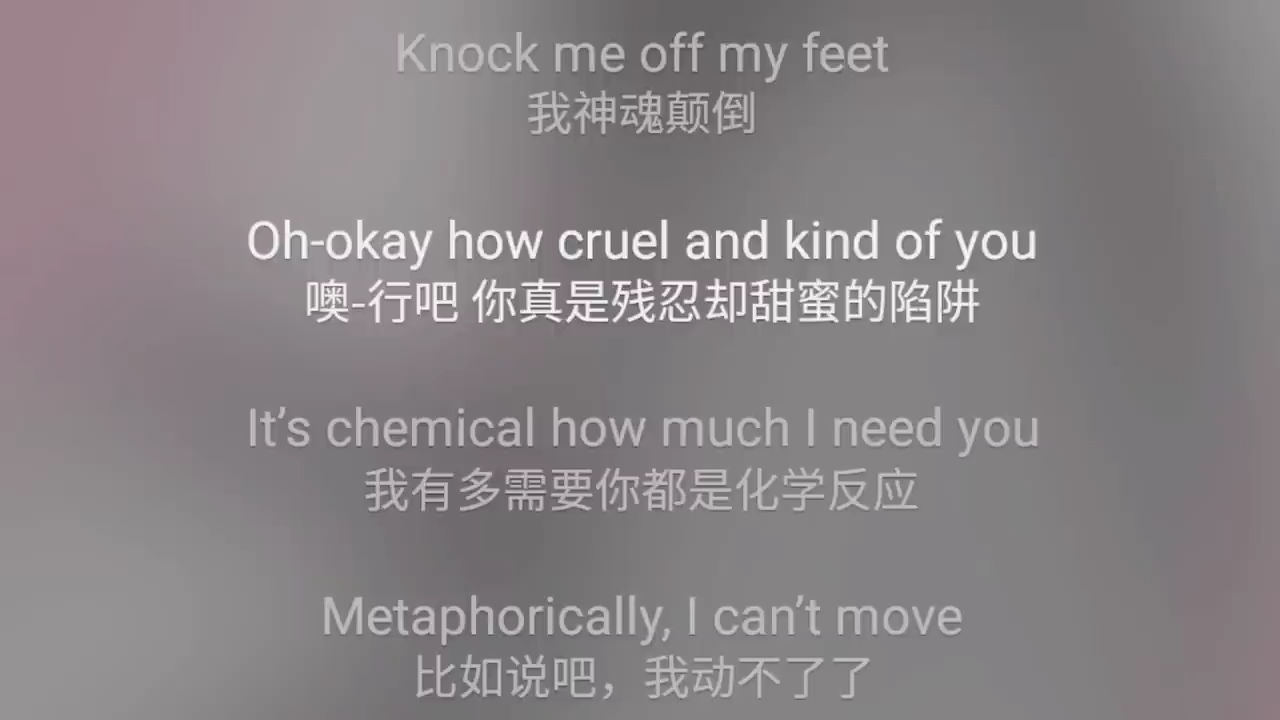 Knock me off my feet
我神魂颠倒
Oh-okay how cruel and kind of you
噢-行吧 你真是残忍却甜蜜的陷阱
It’s chemical how much I need you
我有多需要你都是化学反应
Metaphorically, I can’t move
比如说吧，我动不了了